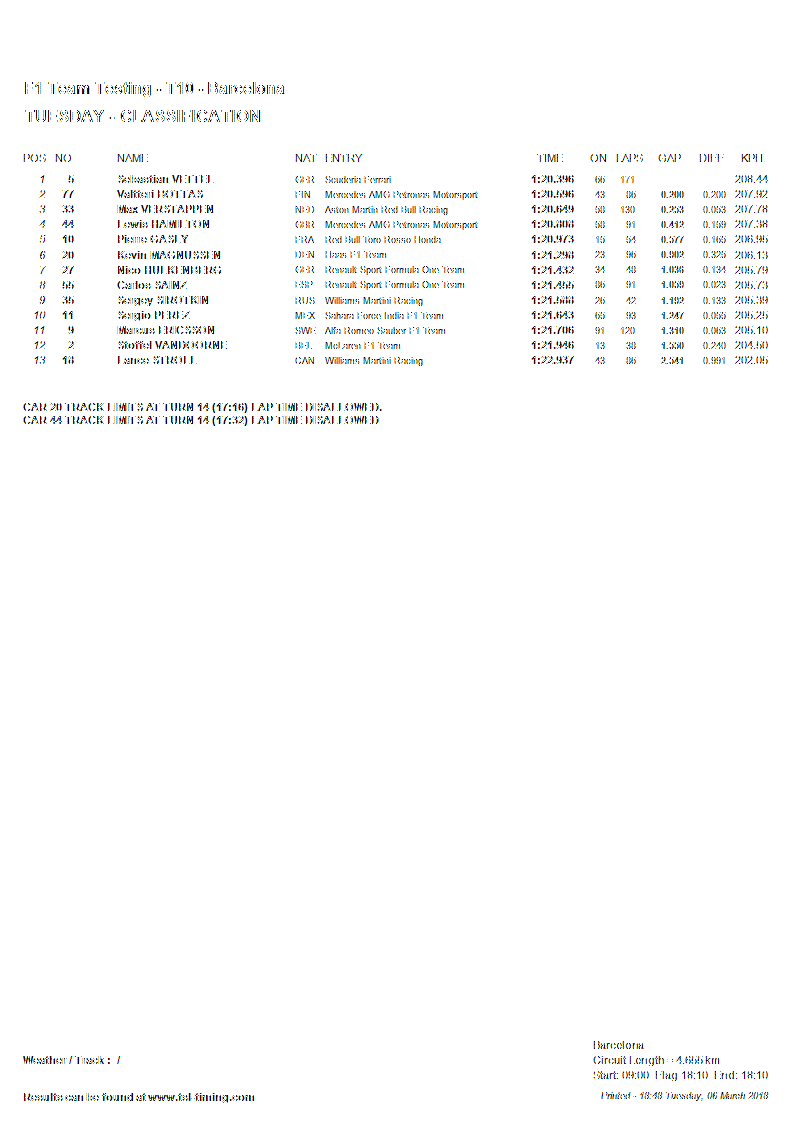 F1 Team Testing - T10 - Barcelona
TUESDAY - CLASSIFICATION
POS NO NAME NAT ENTRY TIME ON LAPS GAP DIFF KPH
1 5 Sebastian VETTEL GER Scuderia Ferrari 1:20.396 66 171 208.44
2 77 Valtteri BOTTAS FIN Mercedes AMG Petronas Motorsport 1:20.596 43 86 0.200 0.200 207.92
3 33 Max VERSTAPPEN NED Aston Martin Red Bull Racing 1:20.649 58 130 0.253 0.053 207.78
4 44 Lewis HAMILTON GBR Mercedes AMG Petronas Motorsport 1:20.808 58 91 0.412 0.159 207.38
5 10 Pierre GASLY FRA Red Bull Toro Rosso Honda 1:20.973 15 54 0.577 0.165 206.95
6 20 Kevin MAGNUSSEN DEN Haas F1 Team 1:21.298 23 96 0.902 0.325 206.13
7 27 Nico HULKENBERG GER Renault Sport Formula One Team 1:21.432 34 48 1.036 0.134 205.79
8 55 Carlos SAINZ ESP Renault Sport Formula One Team 1:21.455 86 91 1.059 0.023 205.73
9 35 Sergey SIROTKIN RUS Williams Martini Racing 1:21.588 26 42 1.192 0.133 205.39
10 11 Sergio PEREZ MEX Sahara Force India F1 Team 1:21.643 65 93 1.247 0.055 205.25
11 9 Marcus ERICSSON SWE Alfa Romeo Sauber F1 Team 1:21.706 91 120 1.310 0.063 205.10
12 2 Stoffel VANDOORNE BEL McLaren F1 Team 1:21.946 13 38 1.550 0.240 204.50
13 18 Lance STROLL CAN Williams Martini Racing 1:22.937 43 86 2.541 0.991 202.05
CAR 20 TRACK LIMITS AT TURN 14 (17:16) LAP TIME DISALLOWED.
CAR 44 TRACK LIMITS AT TURN 14 (17:32) LAP TIME DISALLOWED
Barcelona
Weather / Track : / Circuit Length = 4.655 km
Start: 09:00 Flag 18:10 End: 18:10
Results can be found at www.tsl-timing.com Printed - 18:48 Tuesday, 06 March 2018